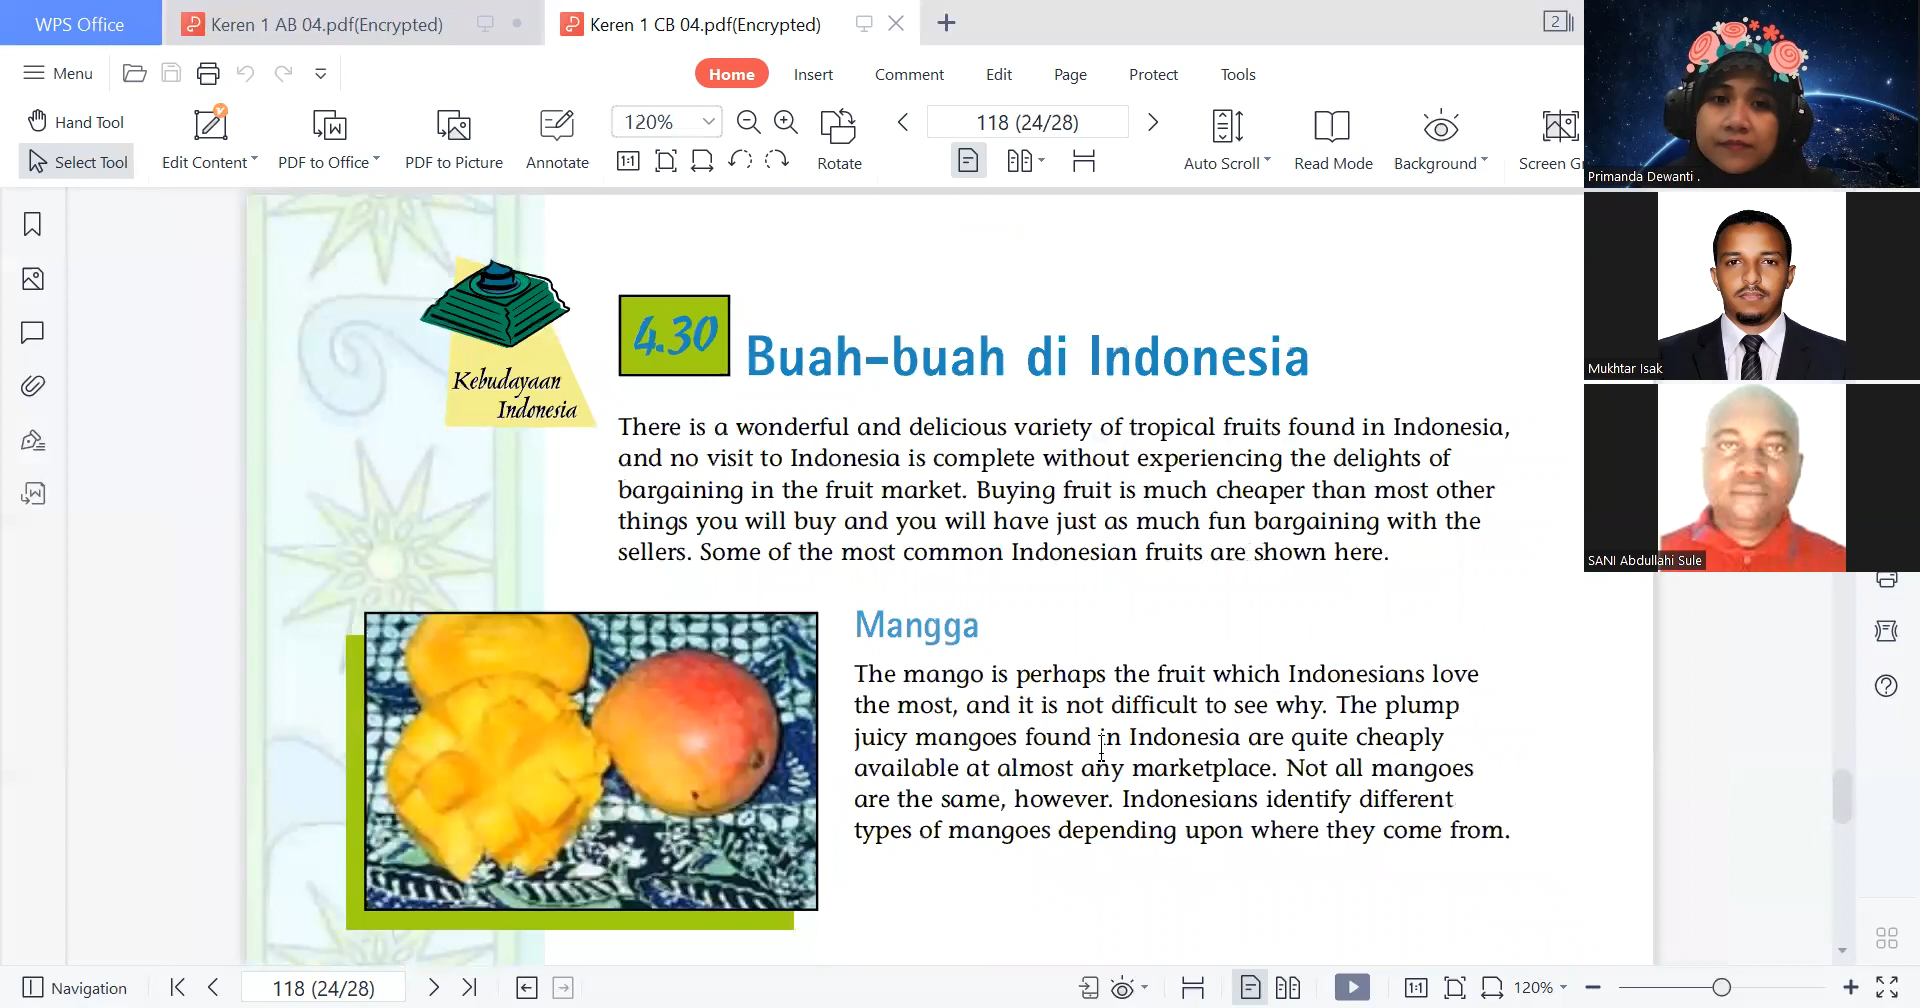 WPS Office
Keren 1 AB 04.pdf(Encrypted)
Keren 1 CB 04.pdf(Encrypted)
2
Menu
Home
Insert
Comment
Edit
Page
Protect
Tools
Hand Tool
Select Tool
Edit Content
PDF to Office
PDF to Picture
Annotate
120%
1:1
Rotate
118 (24/28)
Auto Scroll
Read Mode
Background
Screen Gr
Primanda Dewanti .
Mukhtar Isak
SANI Abdullahi Sule
Kebudayaan
Indonesia
4.30
Buah-buah di Indonesia
There is a wonderful and delicious variety of tropical fruits found in Indonesia,
and no visit to Indonesia is complete without experiencing the delights of
bargaining in the fruit market. Buying fruit is much cheaper than most other
things you will buy and you will have just as much fun bargaining with the
sellers. Some of the most common Indonesian fruits are shown here.
Mangga
The mango is perhaps the fruit which Indonesians love
the most, and it is not difficult to see why. The plump
juicy mangoes found in Indonesia are quite cheaply
available at almost any marketplace. Not all mangoes
are the same, however. Indonesians identify different
types of mangoes depending upon where they come from.
Navigation
118 (24/28)
1:1
120%